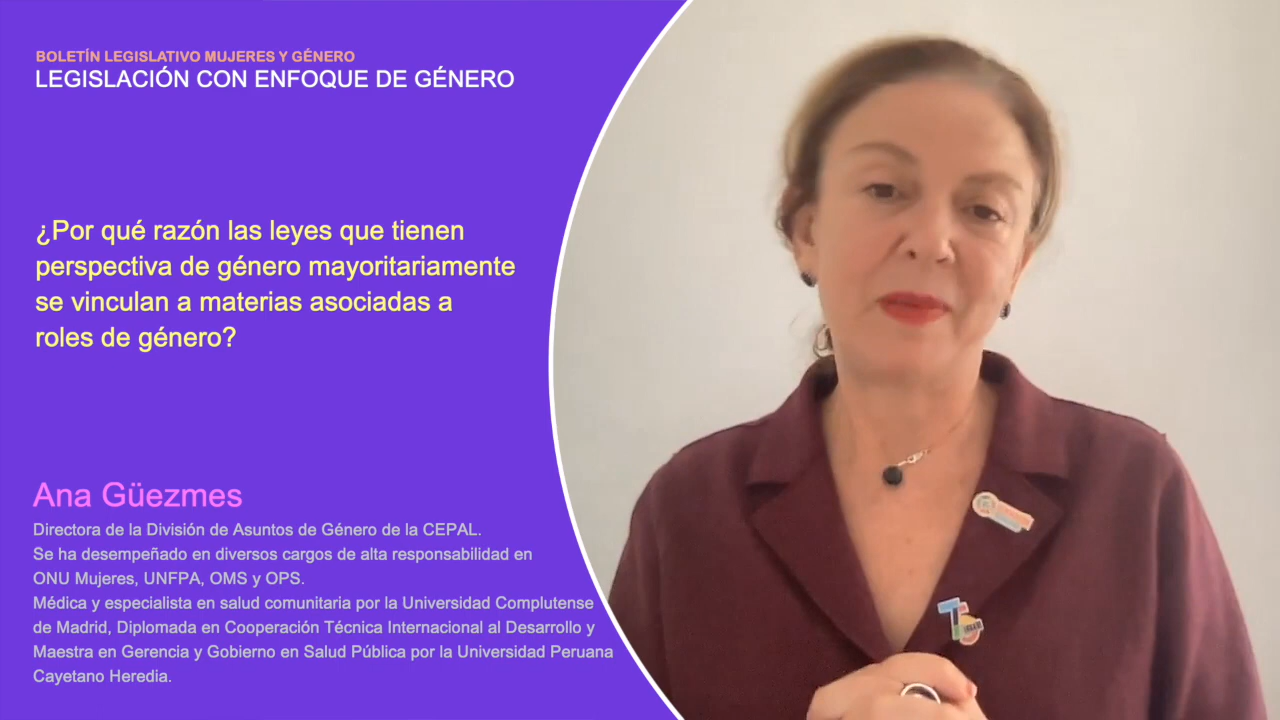 BOLETÍN LEGISLATIVO MUJERES Y GÉNERO
LEGISLACIÓN CON ENFOQUE DE GÉNERO
¿Por qué razón las leyes que tienen
perspectiva de género mayoritariamente
se vinculan a materias asociadas a
roles de género?
Ana Güezmes
Directora de la División de Asuntos de Género de la CEPAL.
Se ha desempeñado en diversos cargos de alta responsabilidad en
ONU Mujeres, UNFPA, OMS y OPS.
Médica y especialista en salud comunitaria por la Universidad Complutense
de Madrid, Diplomada en Cooperación Técnica Internacional al Desarrollo y
Maestra en Gerencia y Gobierno en Salud Pública por la Universidad Peruana
Cayetano Heredia.